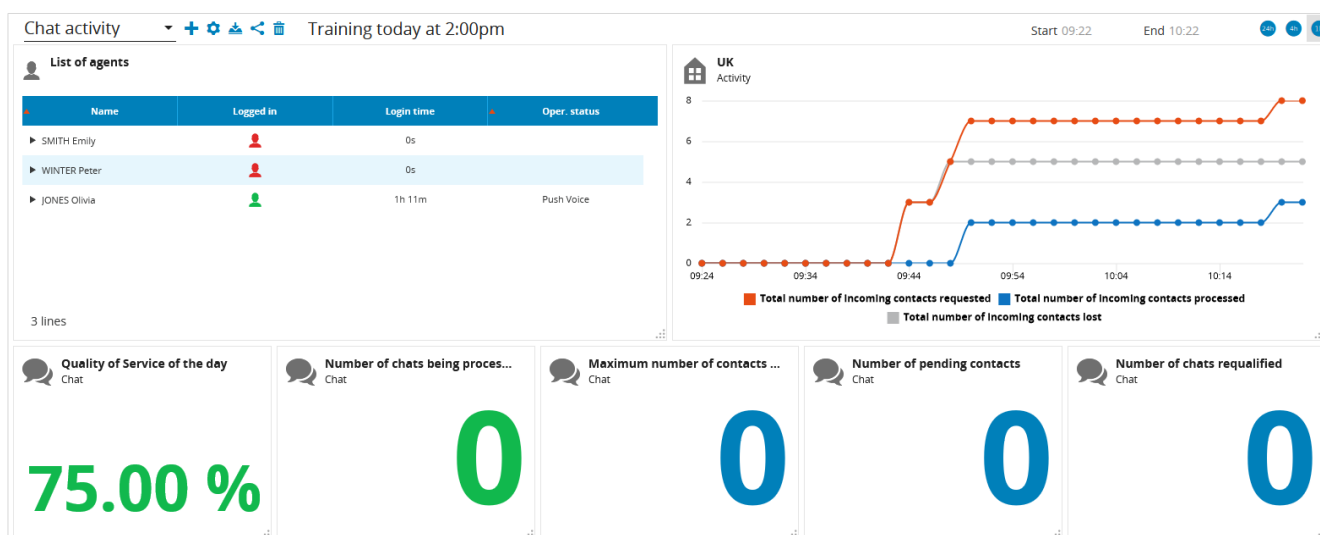 Chat activity
Training today at 2:00pm
Start 09:22 End 10:22
24h 4h
List of agents
Name Logged in Login time Oper. status
SMITH Emily 0s
WINTER Peter 0s
JONES Olivia 1h 11m Push Voice
3 lines
UK
Activity
8
6
4
2
0
09:24 09:34 09:44 09:54 10:04 10:14
Total number of incoming contacts requested Total number of incoming contacts processed
Total number of incoming contacts lost
Quality of Service of the day
Chat
75.00 %
Number of chats being proces...
Chat
0
Maximum number of contacts ...
Chat
0
Number of pending contacts
Chat
0
Number of chats requalified
Chat
0